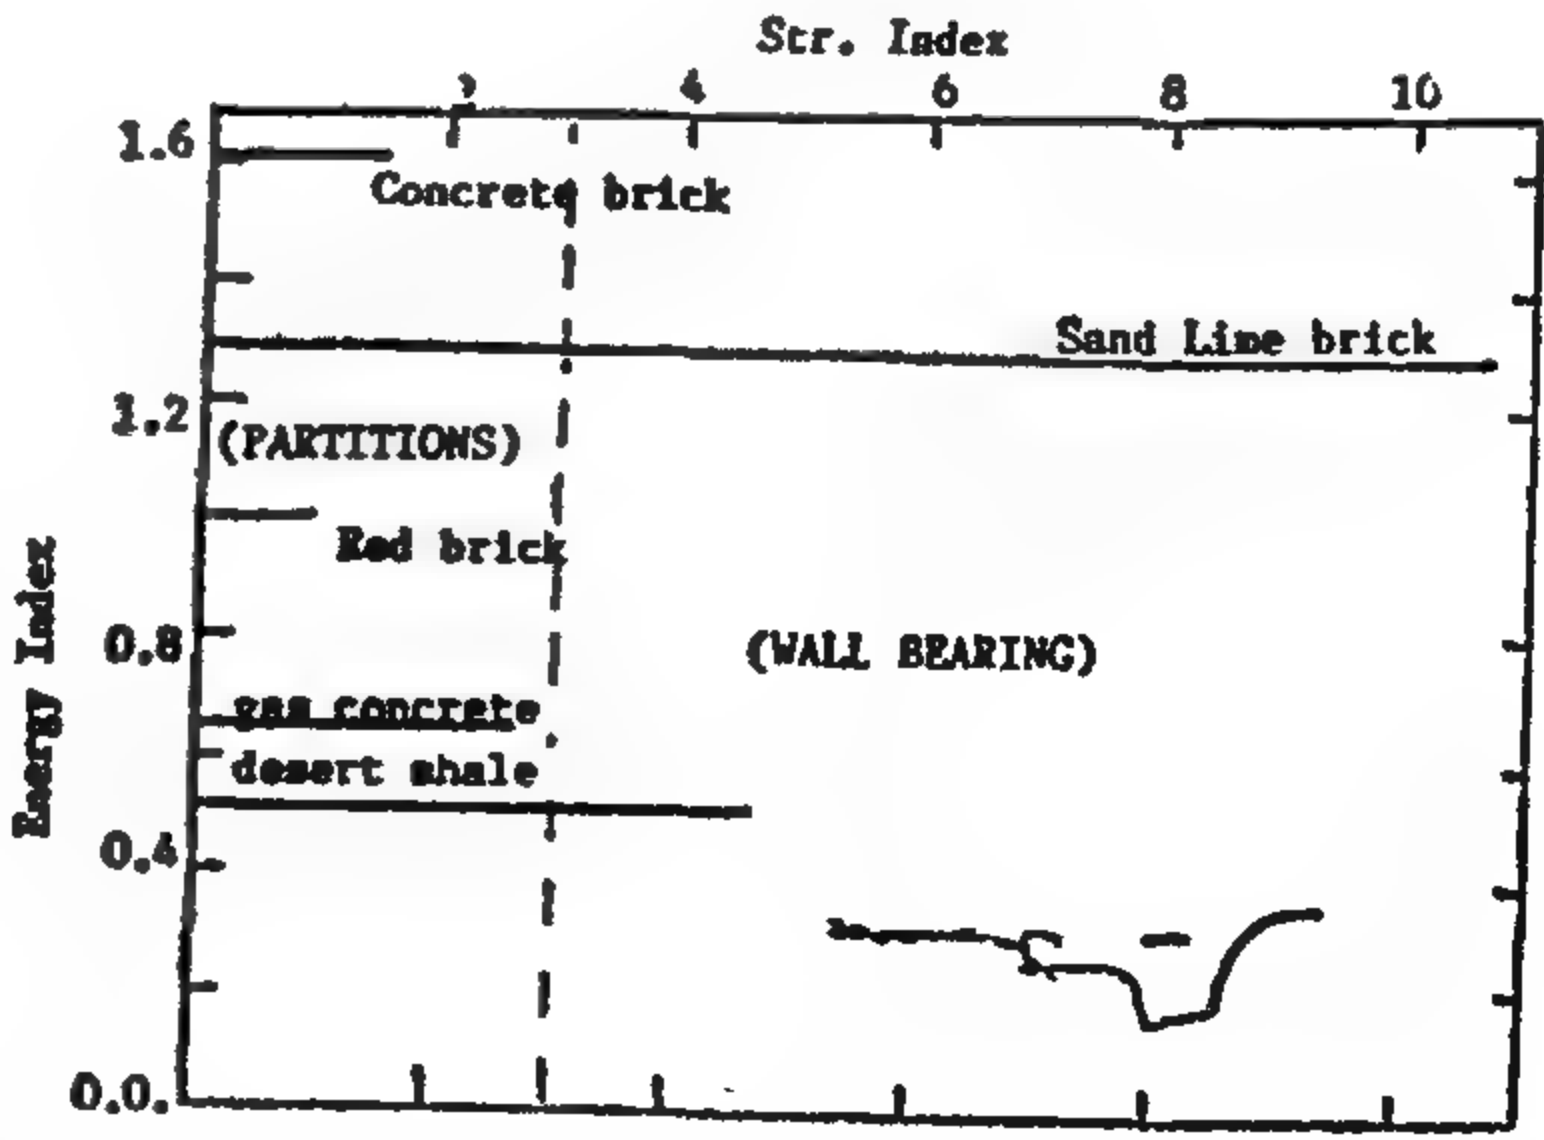 Str. Index
2 4 6 8 10
1.6
Concrete brick
Sand Lime brick
1.2
(PARTITIONS)
Red brick
0.8
(WALL BEARING)
gas concrete
desert shale
0.4
0.0.
Energy Index